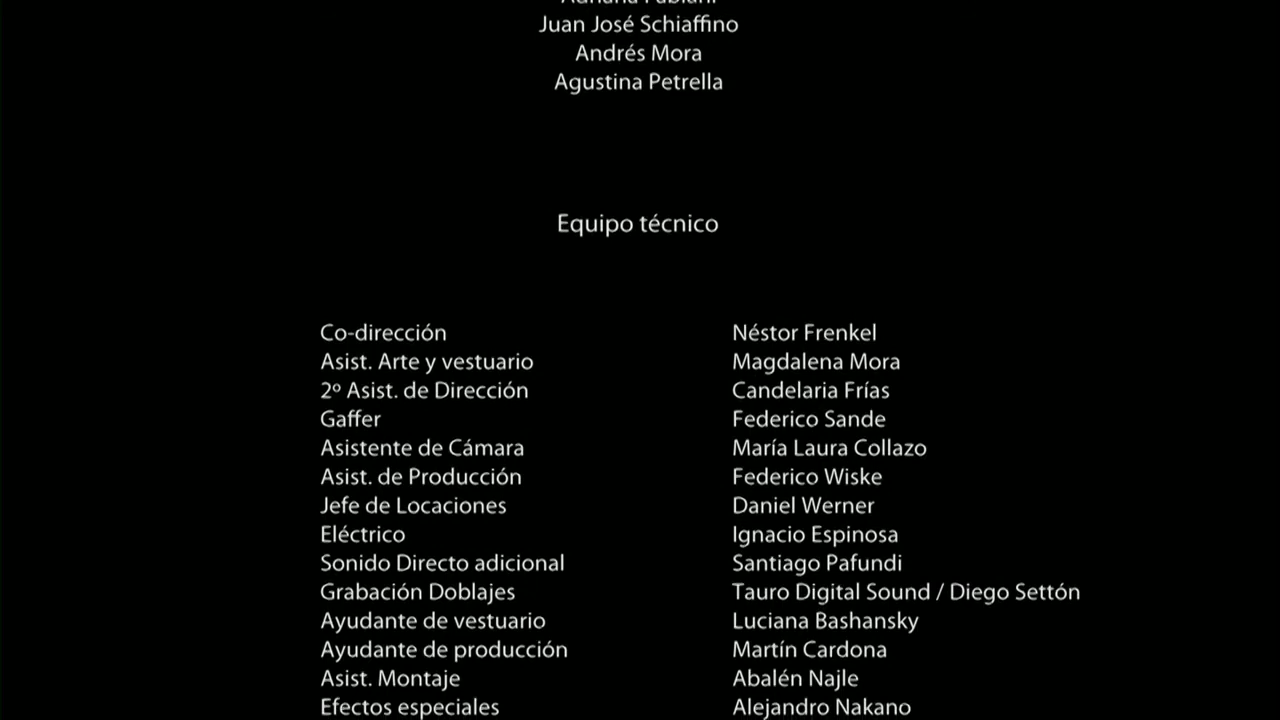 Juan José Schiaffino
Andrés Mora
Agustina Petrella
Equipo técnico
Co-dirección Néstor Frenkel
Asist. Arte y vestuario Magdalena Mora
2º Asist. de Dirección Candelaria Frías
Gaffer Federico Sande
Asistente de Cámara María Laura Collazo
Asist. de Producción Federico Wiske
Jefe de Locaciones Daniel Werner
Eléctrico Ignacio Espinosa
Sonido Directo adicional Santiago Pafundi
Grabación Doblajes Tauro Digital Sound / Diego Settón
Ayudante de vestuario Luciana Bashansky
Ayudante de producción Martín Cardona
Asist. Montaje Abalén Najle
Efectos especiales Alejandro Nakano